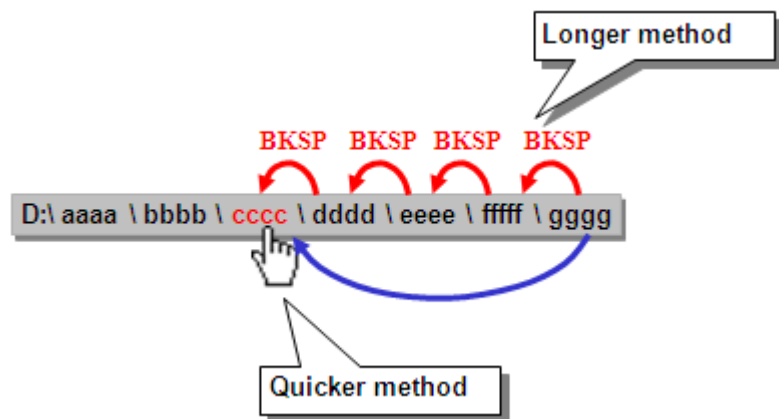 Longer method
BKSP BKSP BKSP BKSP
D:\ aaaa \ bbbb \ cccc \ dddd \ eeee \ fffff \ gggg
Quicker method